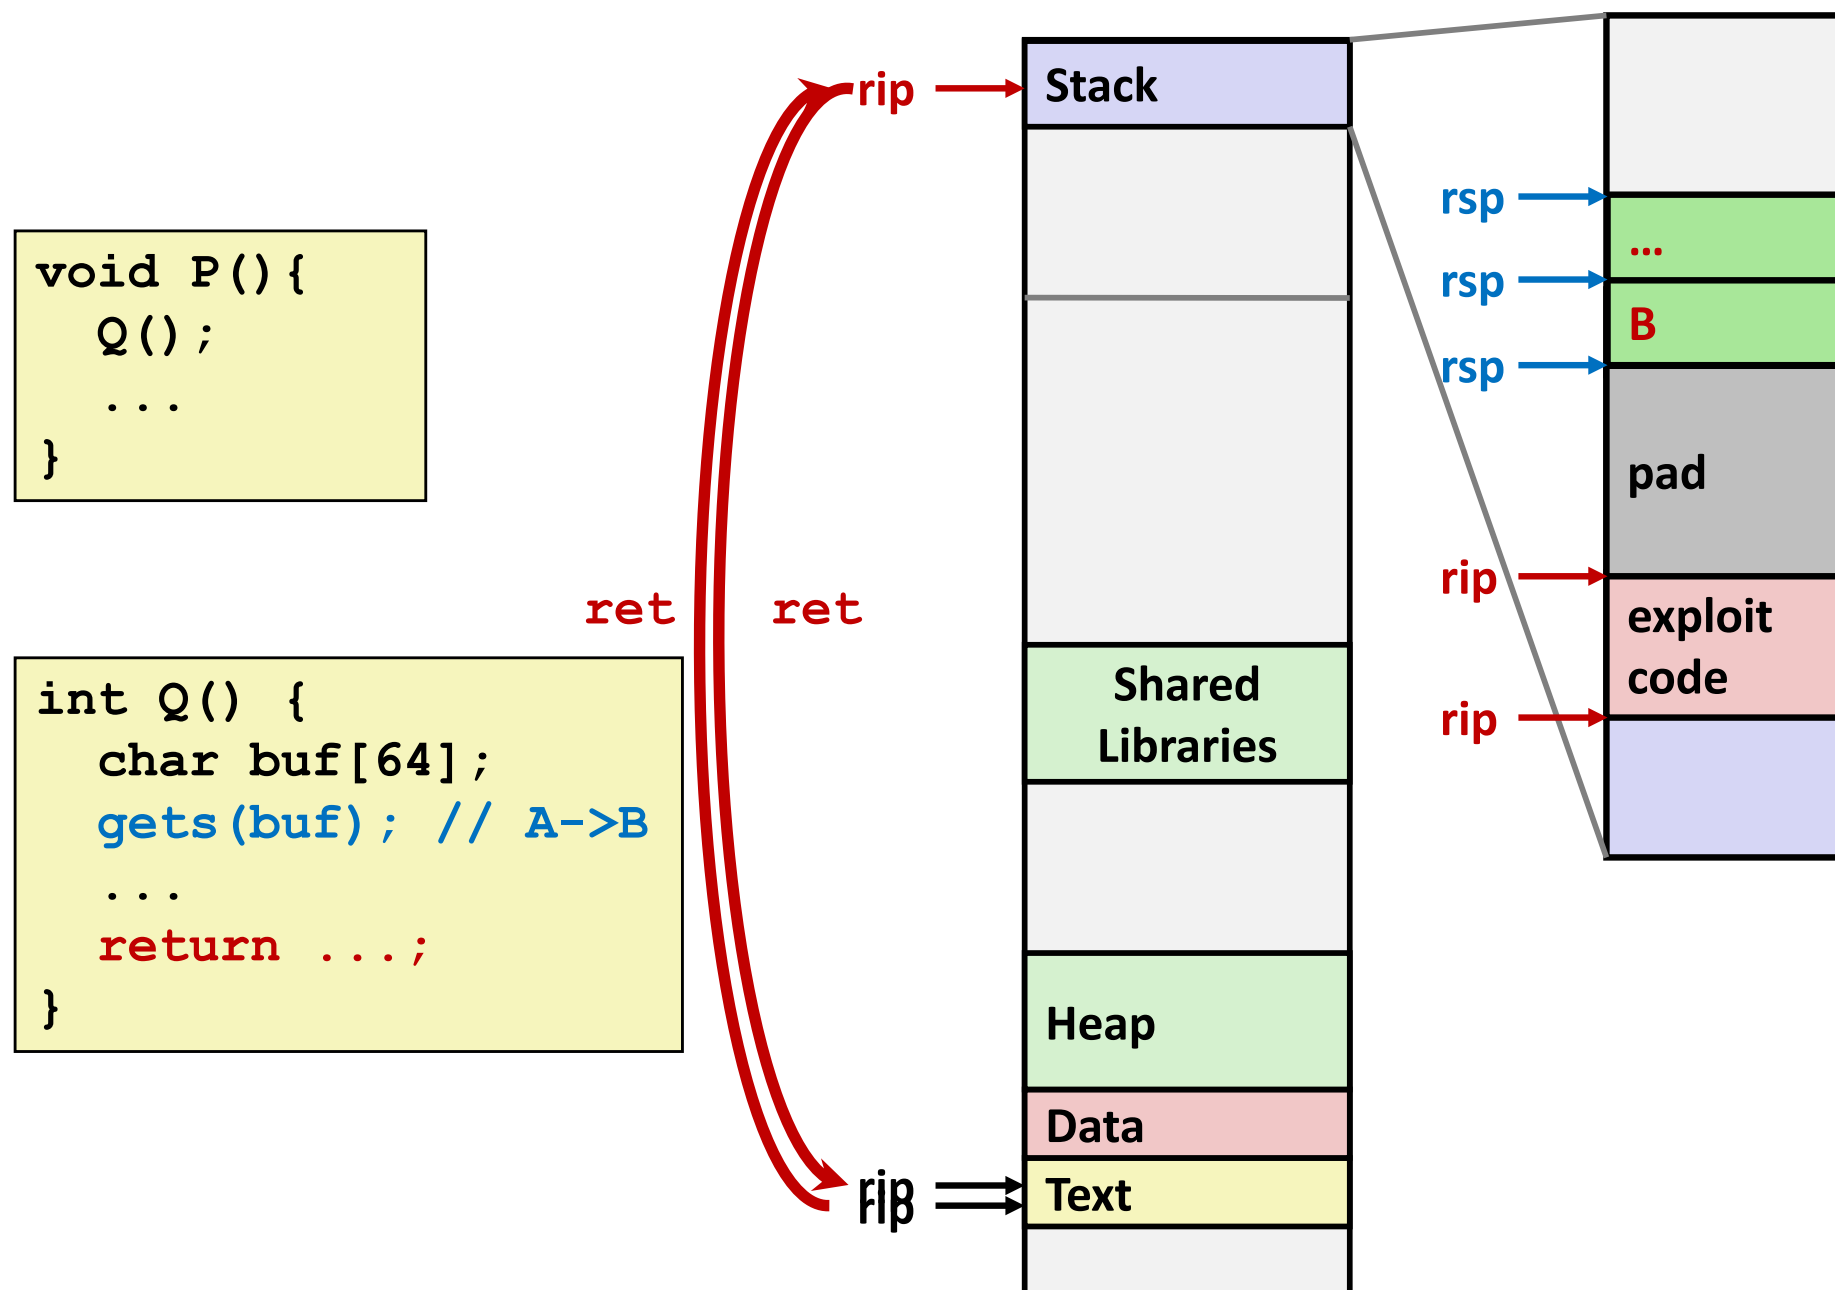 void P(){
Q();
...
}
int Q() {
char buf[64];
gets(buf); // A->B
...
return ...;
}
ret
ret
rip
rip
rip
Stack
Shared
Libraries
Heap
Data
Text
rsp
...
rsp
B
rsp
pad
rip
exploit
code
rip